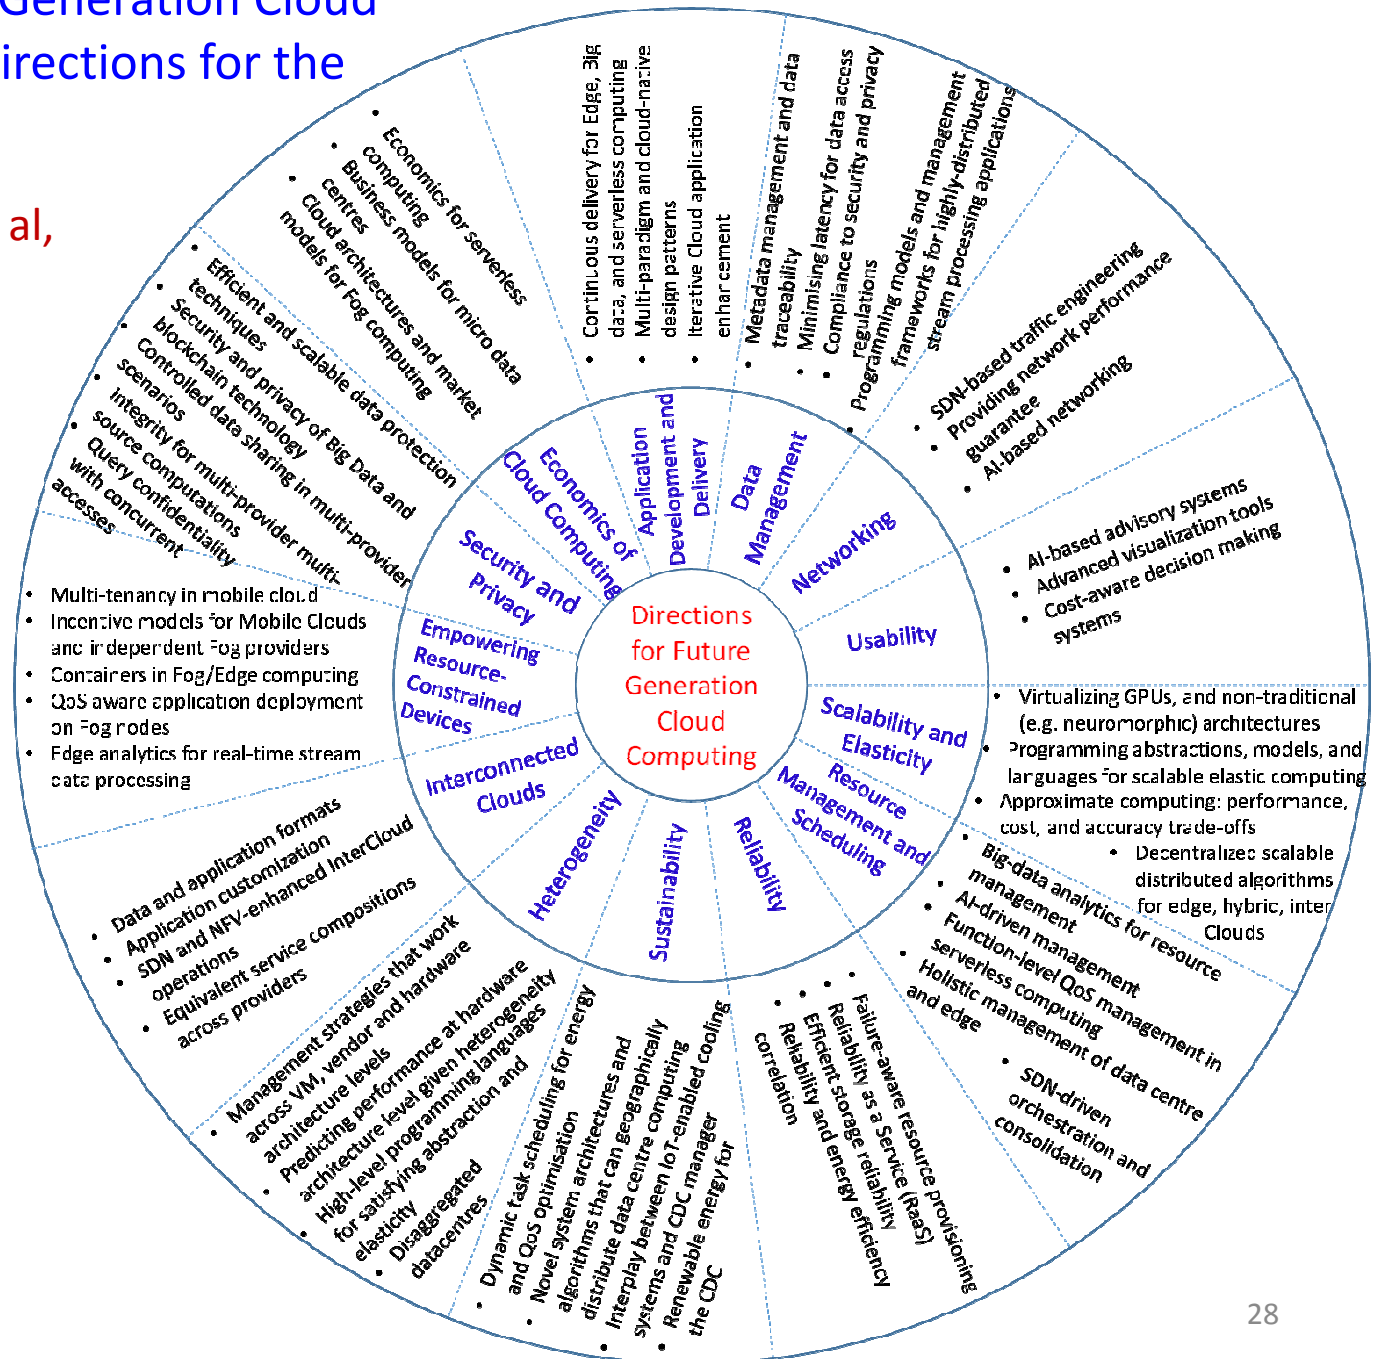 Generation Cloud
irections for the
al,
Directions
for Future
Generation
Cloud
Computing
Application
Development and
Delivery
• Continuous delivery for Edge, Big
data, and serverless computing
• Multi-paradigm and cloud-native
design patterns
• Iterative Cloud application
enhancement
Data
Management
• Metadata management and data
traceability
• Minimising latency for data access
• Compliance to security and privacy
regulations
• Programming models and management
frameworks for highly-distributed
stream processing applications
Networking
• SDN-based traffic engineering
• Providing network performance
guarantee
• AI-based networking
Usability
• AI-based advisory systems
• Advanced visualization tools
• Cost-aware decision making
systems
Scalability and
Elasticity
• Virtualizing GPUs, and non-traditional
(e.g. neuromorphic) architectures
• Programming abstractions, models, and
languages for scalable elastic computing
• Approximate computing: performance,
cost, and accuracy trade-offs
• Decentralized scalable
distributed algorithms
for edge, hybric, inter
Clouds
Resource
Management and
Scheduling
• Big-data analytics for resource
management
• AI-driven management
• Function-level QoS management in
serverless computing
• Holistic management of data centre
and edge
• SDN-driven
orchestration and
consolidation
Reliability
• Failure-aware resource provisioning
• Reliability as a Service (RaaS)
• Efficient storage reliability
• Reliability and energy efficiency
correlation
Sustainability
• Dynamic task scheduling for energy
and QoS optimisation
• Novel system architectures and
algorithms that can geographically
distribute data centre computing
• Interplay between IoT-enabled cooling
systems and CDC manager
• Renewable energy for
the CDC
Heterogeneity
• Management strategies that work
across VM, vendor and hardware
architecture levels
• Predicting performance at hardware
architecture level given heterogeneity
• High-level programming languages
for satisfying abstraction and
elasticity
• Disaggregated
datacentres
Interconnected
Clouds
• Data and application formats
• Application customization
• SDN and NFV-enhanced InterCloud
operations
• Equivalent service compositions
across providers
Empowering
Resource-
Constrained
Devices
• Multi-tenancy in mobile cloud
• Incentive models for Mobile Clouds
and independent Fog providers
• Containers in Fog/Edge computing
• QoS aware application deployment
on Fog nodes
• Edge analytics for real-time stream
data processing
Security and
Privacy
• Efficient and scalable data protection
techniques
• Security and privacy of Big Data and
blockchain technology
• Controlled data sharing in multi-provider
scenarios
• Integrity for multi-provider multi-
source computations
• Query confidentiality
with concurrent
accesses
Economics of
Cloud Computing
• Economics for serverless
computing
• Business models for micro data
centres
• Cloud architectures and market
models for Fog computing
28